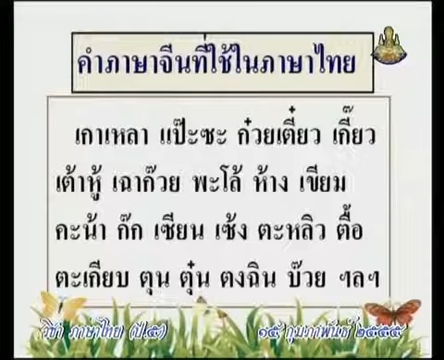 คำภาษาจีนที่ใช้ในภาษาไทย
เกาเหลา แป๊ะซะ ก๋วยเตี๋ยว เกี๊ยว
เต้าหู้ เฉาก๊วย พะโล้ ห้าง เขียม
คะน้า ก๊ก เซียน เซ้ง ตะหลิว ตื้อ
ตะเกียบ ตุน ตุ๋น ตงฉิน บ๊วย ฯลฯ
วิชา ภาษาไทย (ป.๕) ๑๕ กุมภาพันธ์ ๒๕๕๕